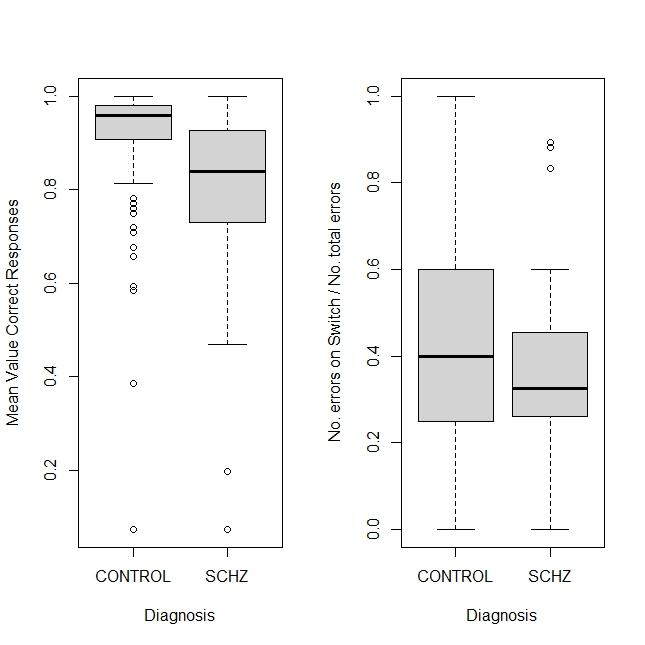 Mean Value Correct Responses
1.0
0.8
0.6
0.4
0.2
CONTROL SCHZ
Diagnosis
No. errors on Switch / No. total errors
1.0
0.8
0.6
0.4
0.2
0.0
CONTROL SCHZ
Diagnosis